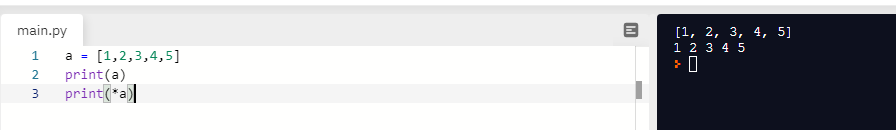 main.py
1 a = [1,2,3,4,5]
2 print(a)
3 print(*a)
[1, 2, 3, 4, 5]
1 2 3 4 5